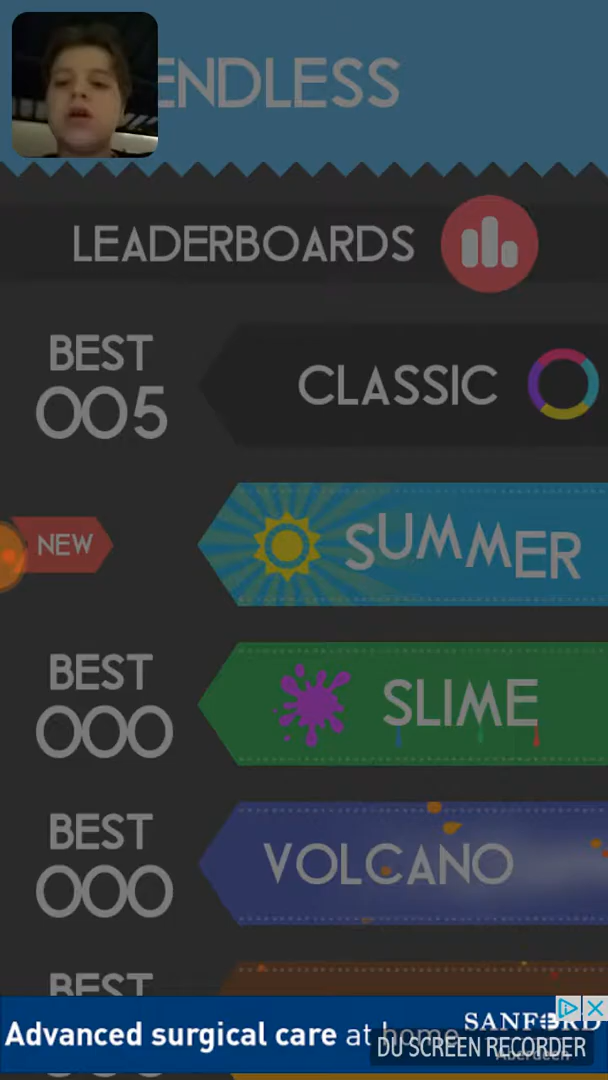 ENDLESS
LEADERBOARDS
BEST
005
CLASSIC
NEW
SUMMER
BEST
000
SLIME
BEST
000
VOLCANO
BEST
Advanced surgical care at home
SANFORD
Aberdeen
DU SCREEN RECORDER